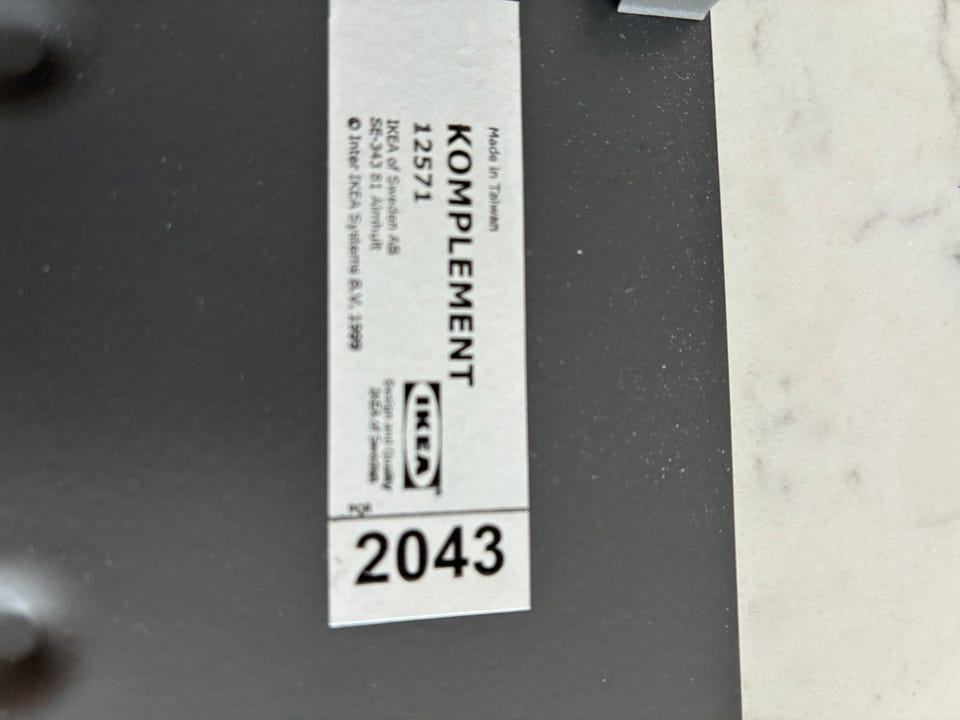 Made in Taiwan
KOMPLEMENT
12571
IKEA of Sweden AB
SE-343 81 Älmhult
© Inter IKEA Systems B.V. 1999
IKEA®
Design and Quality
IKEA of Sweden
2043